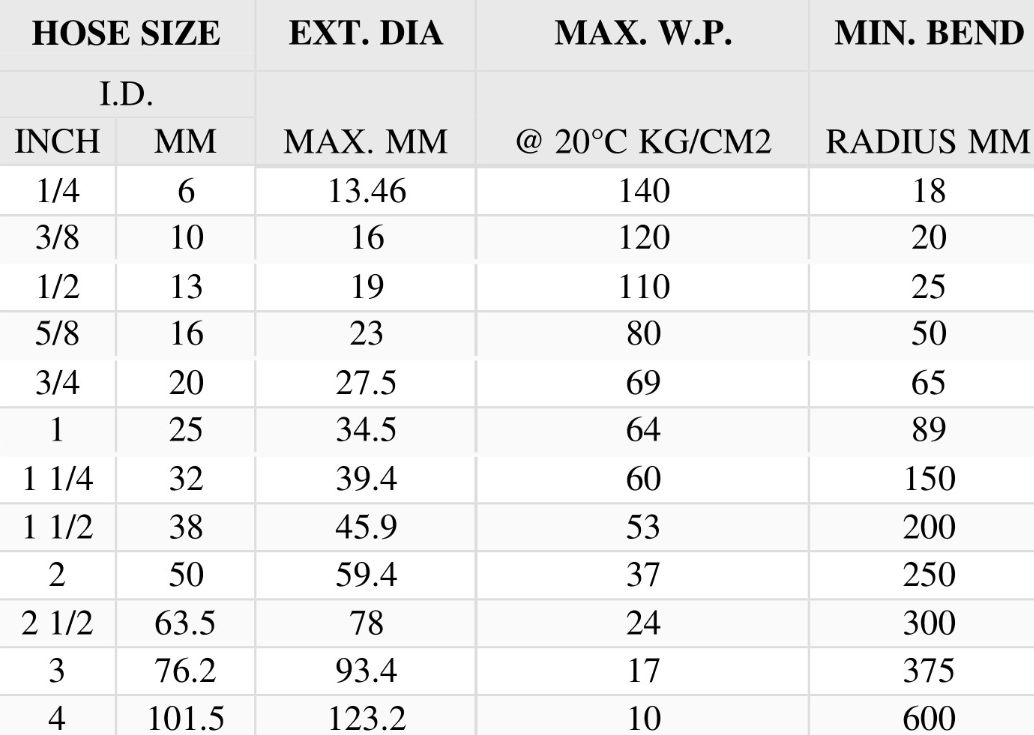 HOSE SIZE EXT. DIA MAX. W.P. MIN. BEND
I.D.
INCH MM MAX. MM @ 20°C KG/CM2 RADIUS MM
1/4 6 13.46 140 18
3/8 10 16 120 20
1/2 13 19 110 25
5/8 16 23 80 50
3/4 20 27.5 69 65
1 25 34.5 64 89
1 1/4 32 39.4 60 150
1 1/2 38 45.9 53 200
2 50 59.4 37 250
2 1/2 63.5 78 24 300
3 76.2 93.4 17 375
4 101.5 123.2 10 600